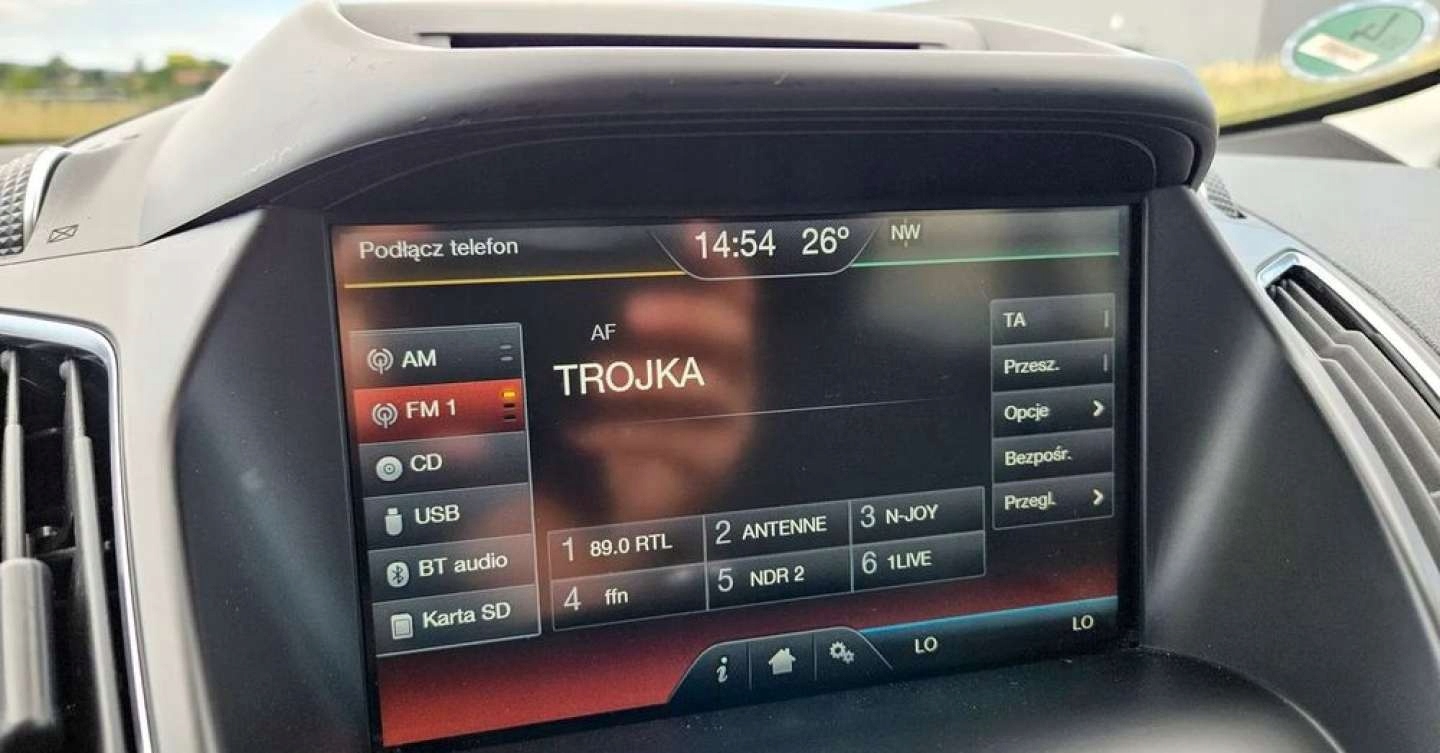 Podłącz telefon
14:54 26° NW
AM
FM 1
CD
USB
BT audio
Karta SD
AF
TROJKA
TA
Przesz.
Opcje
Bezpośr.
Przegl.
1 89.0 RTL 2 ANTENNE 3 N-JOY
4 ffn 5 NDR 2 6 1LIVE
i
LO LO